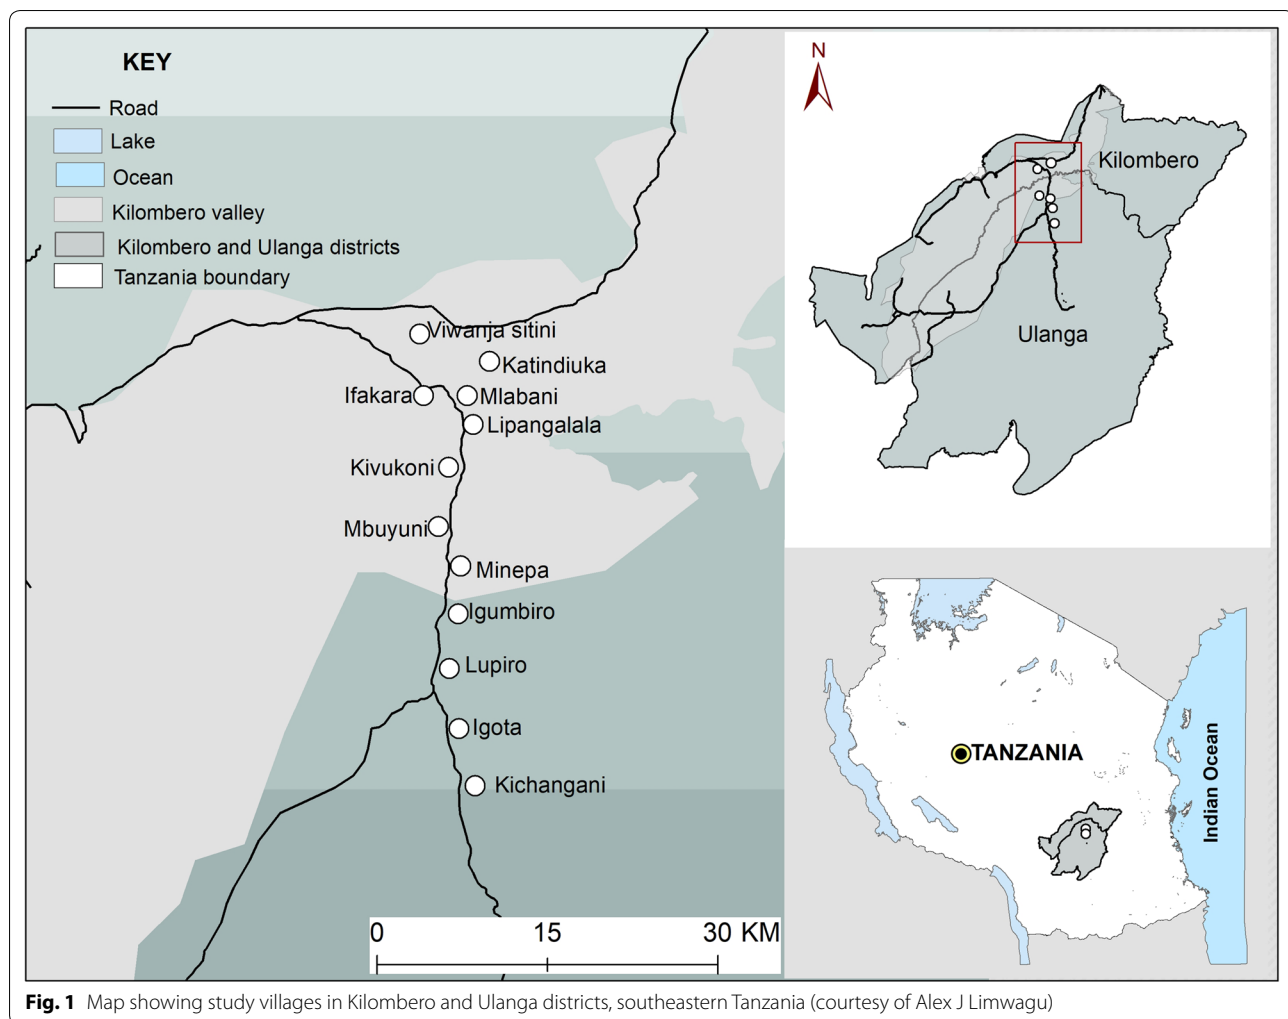 KEY
Road
Lake
Ocean
Kilombero valley
Kilombero and Ulanga districts
Tanzania boundary
Viwanja sitini
Katindiuka
Ifakara
Mlabani
Lipangalala
Kivukoni
Mbuyuni
Minepa
Igumbiro
Lupiro
Igota
Kichangani
0 15 30 KM
N
Kilombero
Ulanga
TANZANIA
Indian Ocean
Fig. 1 Map showing study villages in Kilombero and Ulanga districts, southeastern Tanzania (courtesy of Alex J Limwagu)